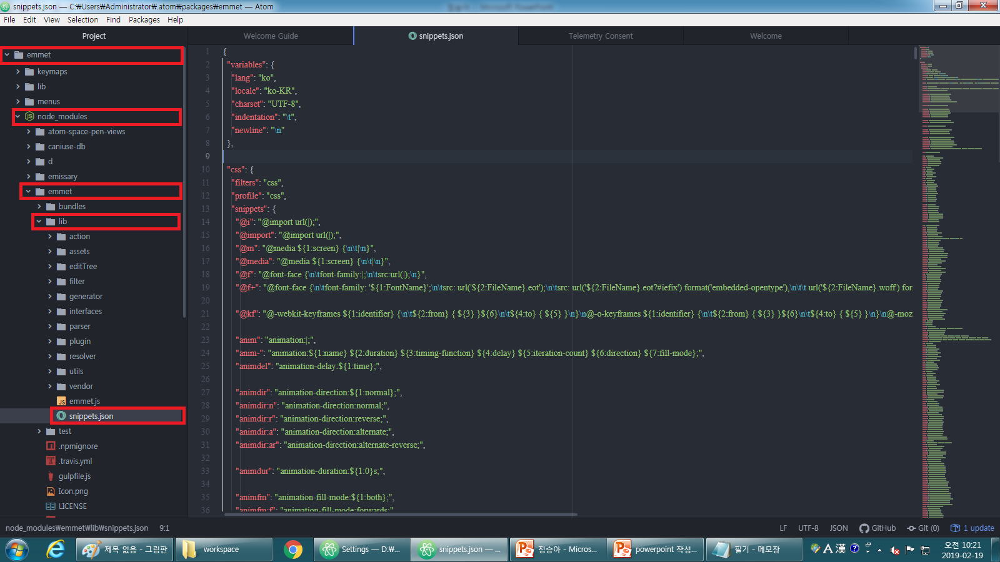 snippets.json — C:₩Users₩Administrator₩.atom₩packages₩emmet — Atom
File Edit View Selection Find Packages Help
Project
Welcome Guide
snippets.json
Telemetry Consent
Welcome
emmet
keymaps
lib
menus
node_modules
atom-space-pen-views
caniuse-db
d
emissary
emmet
bundles
lib
action
assets
editTree
filter
generator
interfaces
parser
plugin
resolver
utils
vendor
emmet.js
snippets.json
test
.npmignore
.travis.yml
gulpfile.js
Icon.png
LICENSE
1 {
2 "variables": {
3 "lang": "ko",
4 "locale": "ko-KR",
5 "charset": "UTF-8",
6 "indentation": "\t",
7 "newline": "\n"
8 },
9
10 "css": {
11 "filters": "css",
12 "profile": "css",
13 "snippets": {
14 "@i": "@import url(|);",
15 "@import": "@import url(|);",
16 "@m": "@media ${1:screen} {\n\t|\n}",
17 "@media": "@media ${1:screen} {\n\t|\n}",
18 "@f": "@font-face {\n\tfont-family:|;\n\tsrc:url(|);\n}",
19 "@f+": "@font-face {\n\tfont-family: '${1:FontName}';\n\tsrc: url('${2:FileName}.eot');\n\tsrc: url('${2:FileName}.eot?#iefix') format('embedded-opentype'),\n\t\t url('${2:FileName}.woff') for
20
21 "@kf": "@-webkit-keyframes ${1:identifier} {\n\t${2:from} { ${3} }${6}\n\t${4:to} { ${5} }\n}\n@-o-keyframes ${1:identifier} {\n\t${2:from} { ${3} }${6}\n\t${4:to} { ${5} }\n}\n@-moz
22
23 "anim": "animation:|;",
24 "anim-": "animation:${1:name} ${2:duration} ${3:timing-function} ${4:delay} ${5:iteration-count} ${6:direction} ${7:fill-mode};",
25 "animdel": "animation-delay:${1:time};",
26
27 "animdir": "animation-direction:${1:normal};",
28 "animdir:n": "animation-direction:normal;",
29 "animdir:r": "animation-direction:reverse;",
30 "animdir:a": "animation-direction:alternate;",
31 "animdir:ar": "animation-direction:alternate-reverse;",
32
33 "animdur": "animation-duration:${1:0}s;",
34
35 "animfm": "animation-fill-mode:${1:both};",
36 "animfm:f": "animation-fill-mode:forwards;"
node_modules₩emmet₩lib₩snippets.json 9:1
LF UTF-8 JSON GitHub Git (0) 1 update
제목 없음 - 그림판
workspace
Settings — D:₩...
snippets.json — ...
정승아 - Micros...
powerpoint 작성...
필기 - 메모장
A 漢
오전 10:21
2019-02-19